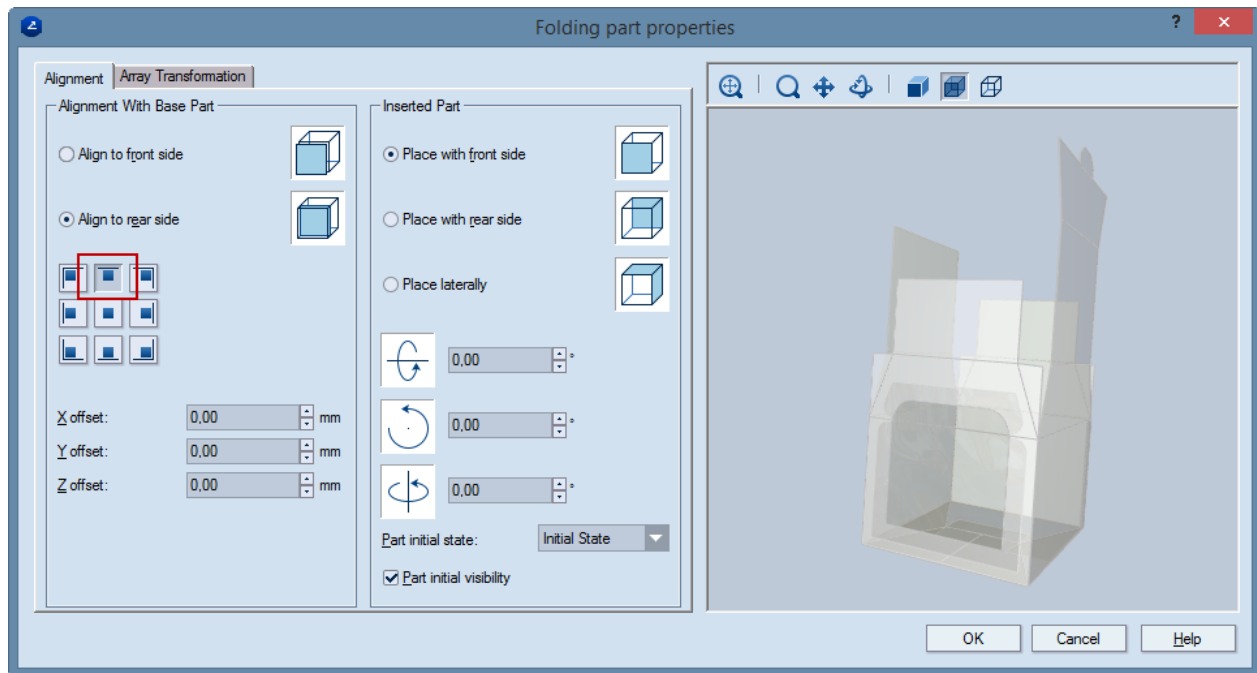 Folding part properties
?
Alignment
Array Transformation
Alignment With Base Part
Align to front side
Align to rear side
X offset:
0,00
mm
Y offset:
0,00
mm
Z offset:
0,00
mm
Inserted Part
Place with front side
Place with rear side
Place laterally
0,00 °
0,00 °
0,00 °
Part initial state:
Initial State
Part initial visibility
OK
Cancel
Help